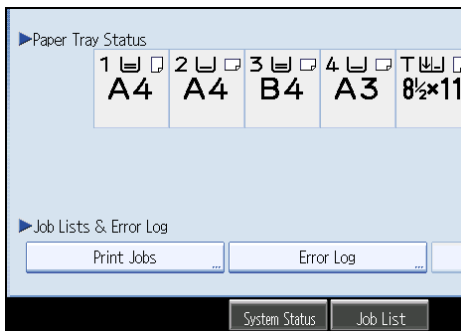 Paper Tray Status
1 2 3 4 T
A4 A4 B4 A3 8½×11
Job Lists & Error Log
Print Jobs ... Error Log ...
System Status Job List